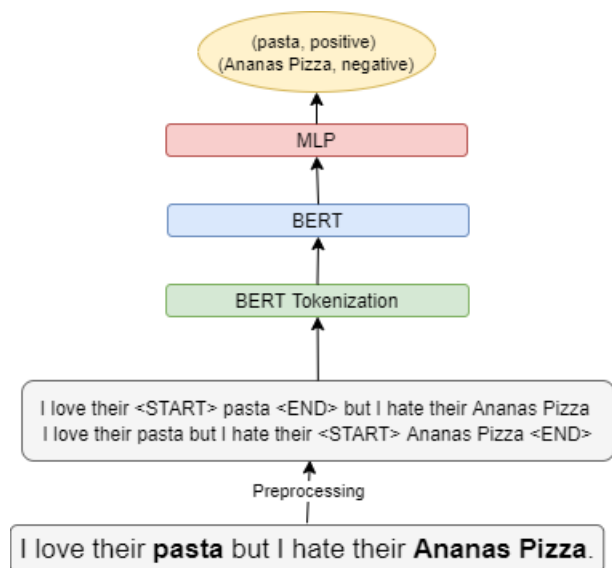 (pasta, positive)
(Ananas Pizza, negative)
MLP
BERT
BERT Tokenization
I love their <START> pasta <END> but I hate their Ananas Pizza
I love their pasta but I hate their <START> Ananas Pizza <END>
Preprocessing
I love their pasta but I hate their Ananas Pizza.